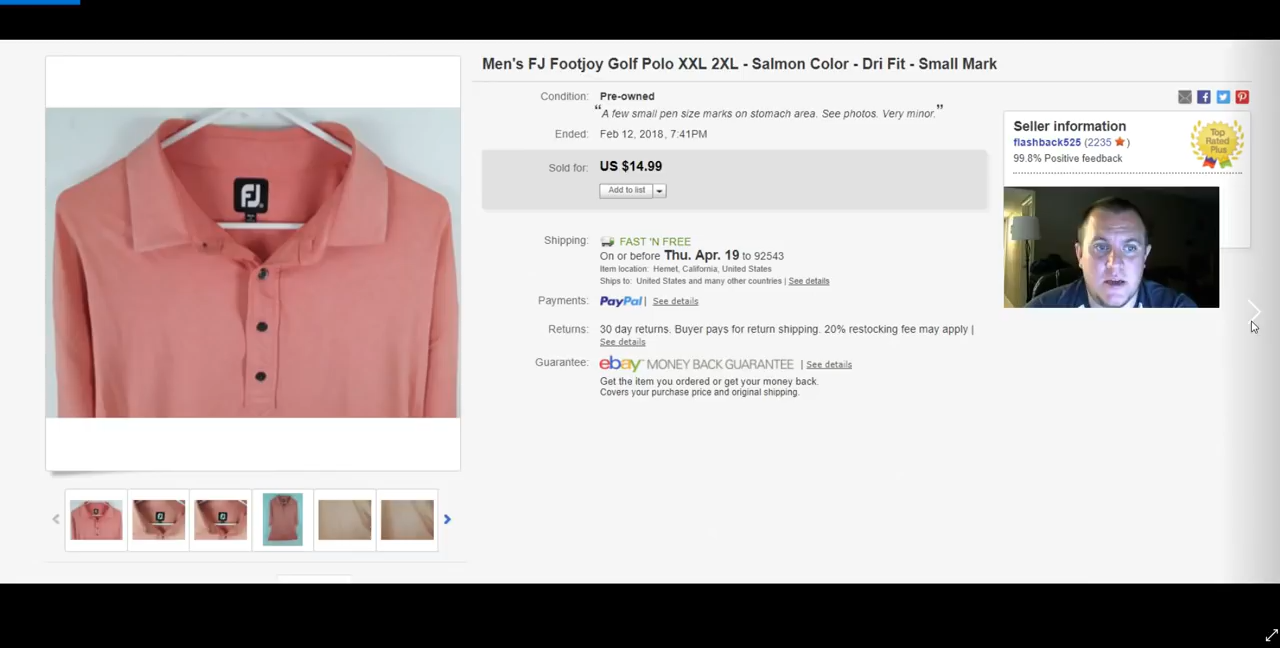 Men's FJ Footjoy Golf Polo XXL 2XL - Salmon Color - Dri Fit - Small Mark
Condition: Pre-owned
“A few small pen size marks on stomach area. See photos. Very minor.”
Ended: Feb 12, 2018, 7:41PM
Sold for: US $14.99
Add to list
Shipping: FAST 'N FREE
On or before Thu. Apr. 19 to 92543
Item location: Hemet, California, United States
Ships to: United States and many other countries | See details
Payments: PayPal | See details
Returns: 30 day returns. Buyer pays for return shipping. 20% restocking fee may apply |
See details
Guarantee: ebay MONEY BACK GUARANTEE | See details
Get the item you ordered or get your money back.
Covers your purchase price and original shipping.
Seller information
flashback525 (2235 ★)
99.8% Positive feedback
Top
Rated
Plus
FJ